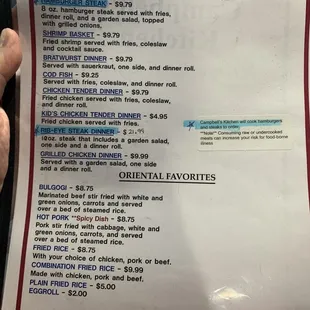 HAMBURGER STEAK - $9.79
8 oz. hamburger steak served with fries,
dinner roll, and a garden salad, topped
with grilled onions,
SHRIMP BASKET - $9.79
Fried shrimp served with fries, coleslaw
and cocktail sauce.
BRATWURST DINNER - $9.79
Served with sauerkraut, one side, and dinner roll.
COD FISH - $9.25
Served with fries, coleslaw, and dinner roll.
CHICKEN TENDER DINNER - $9.79
Fried chicken served with fries, coleslaw,
and dinner roll.
KID'S CHICKEN TENDER DINNER - $4.95
Fried chicken served with fries.
RIB-EYE STEAK DINNER - $21.99
steak that includes a garden salad,
one side and a dinner roll.
GRILLED CHICKEN DINNER - $9.99
Served with a garden salad, one side
and a dinner roll.
Campbell's Kitchen will cook hamburgers
and steaks to order.
**Note** Consuming raw or undercooked
meats can increase your risk for food-borne
illness
ORIENTAL FAVORITES
BULGOGI - $8.75
Marinated beef stir fried with white and
green onions, carrots and served
over a bed of steamed rice.
HOT PORK **Spicy Dish - $8.75
Pork stir fried with cabbage, white and
green onions, carrots, and served
over a bed of steamed rice.
FRIED RICE - $8.75
With your choice of chicken, pork or beef.
COMBINATION FRIED RICE - $9.99
Made with chicken, pork and beef.
PLAIN FRIED RICE - $5.00
EGGROLL - $2.00